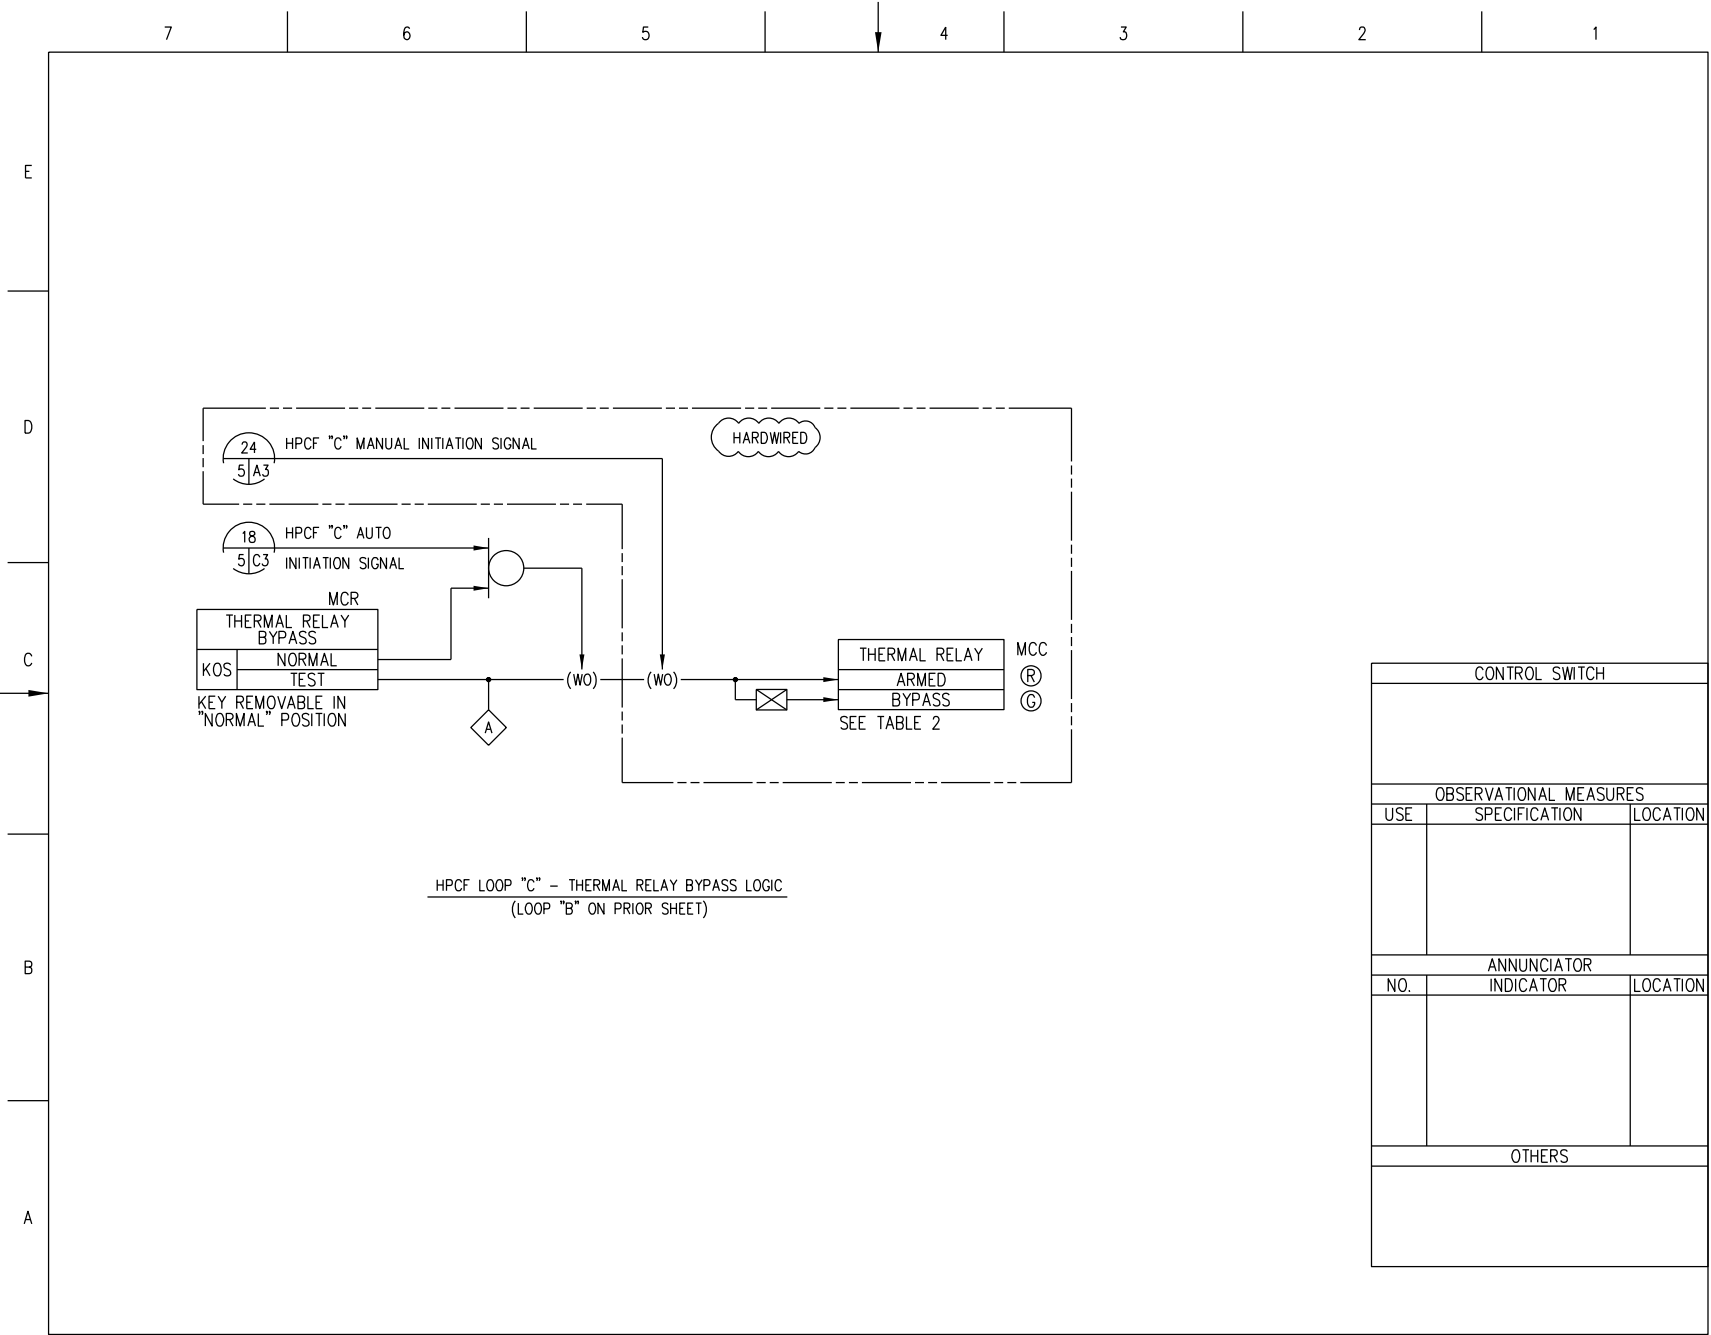 7 6 5 4 3 2 1
E
D
C
B
A
HARDWIRED
24
5 A3
HPCF "C" MANUAL INITIATION SIGNAL
18
5 C3
HPCF "C" AUTO
INITIATION SIGNAL
MCR
THERMAL RELAY
BYPASS
KOS
NORMAL
TEST
KEY REMOVABLE IN
"NORMAL" POSITION
A
(WO) (WO)
THERMAL RELAY
MCC
ARMED
R
BYPASS
G
SEE TABLE 2
HPCF LOOP "C" - THERMAL RELAY BYPASS LOGIC
(LOOP "B" ON PRIOR SHEET)
CONTROL SWITCH
OBSERVATIONAL MEASURES
USE SPECIFICATION LOCATION
ANNUNCIATOR
NO. INDICATOR LOCATION
OTHERS